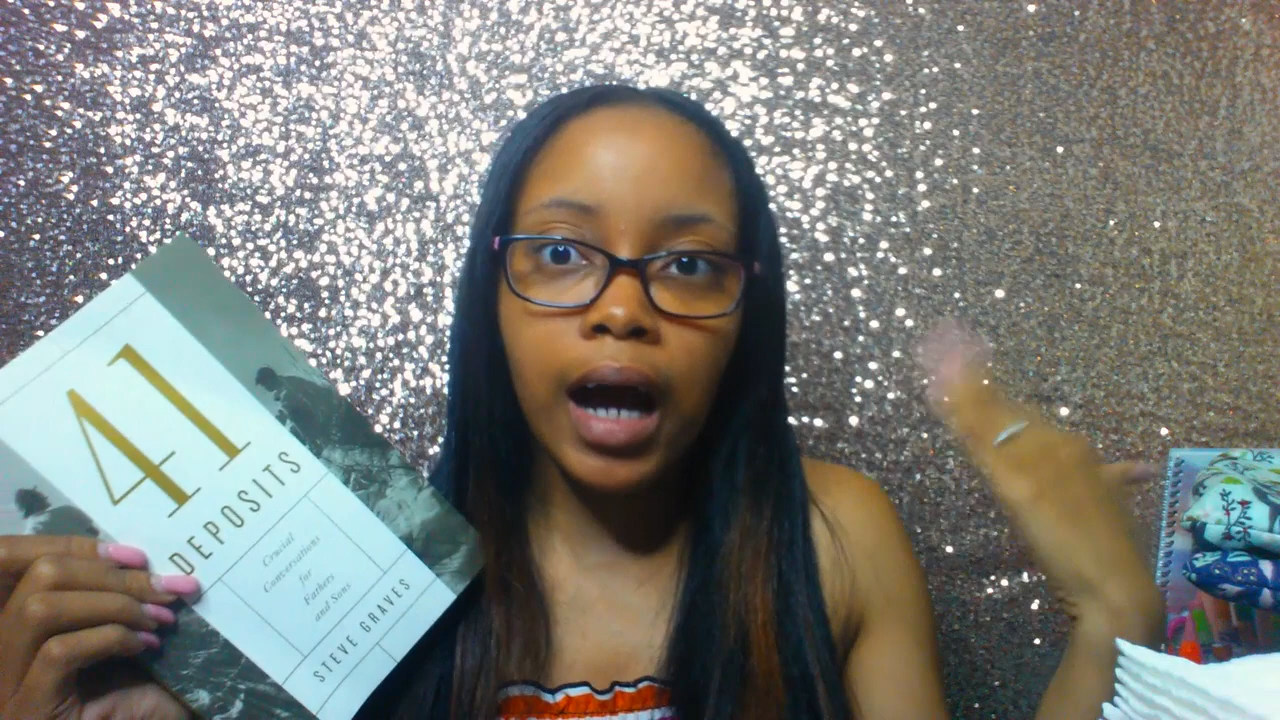 41
DEPOSITS
Crucial
Conversations
for
Fathers
and Sons
STEVE GRAVES